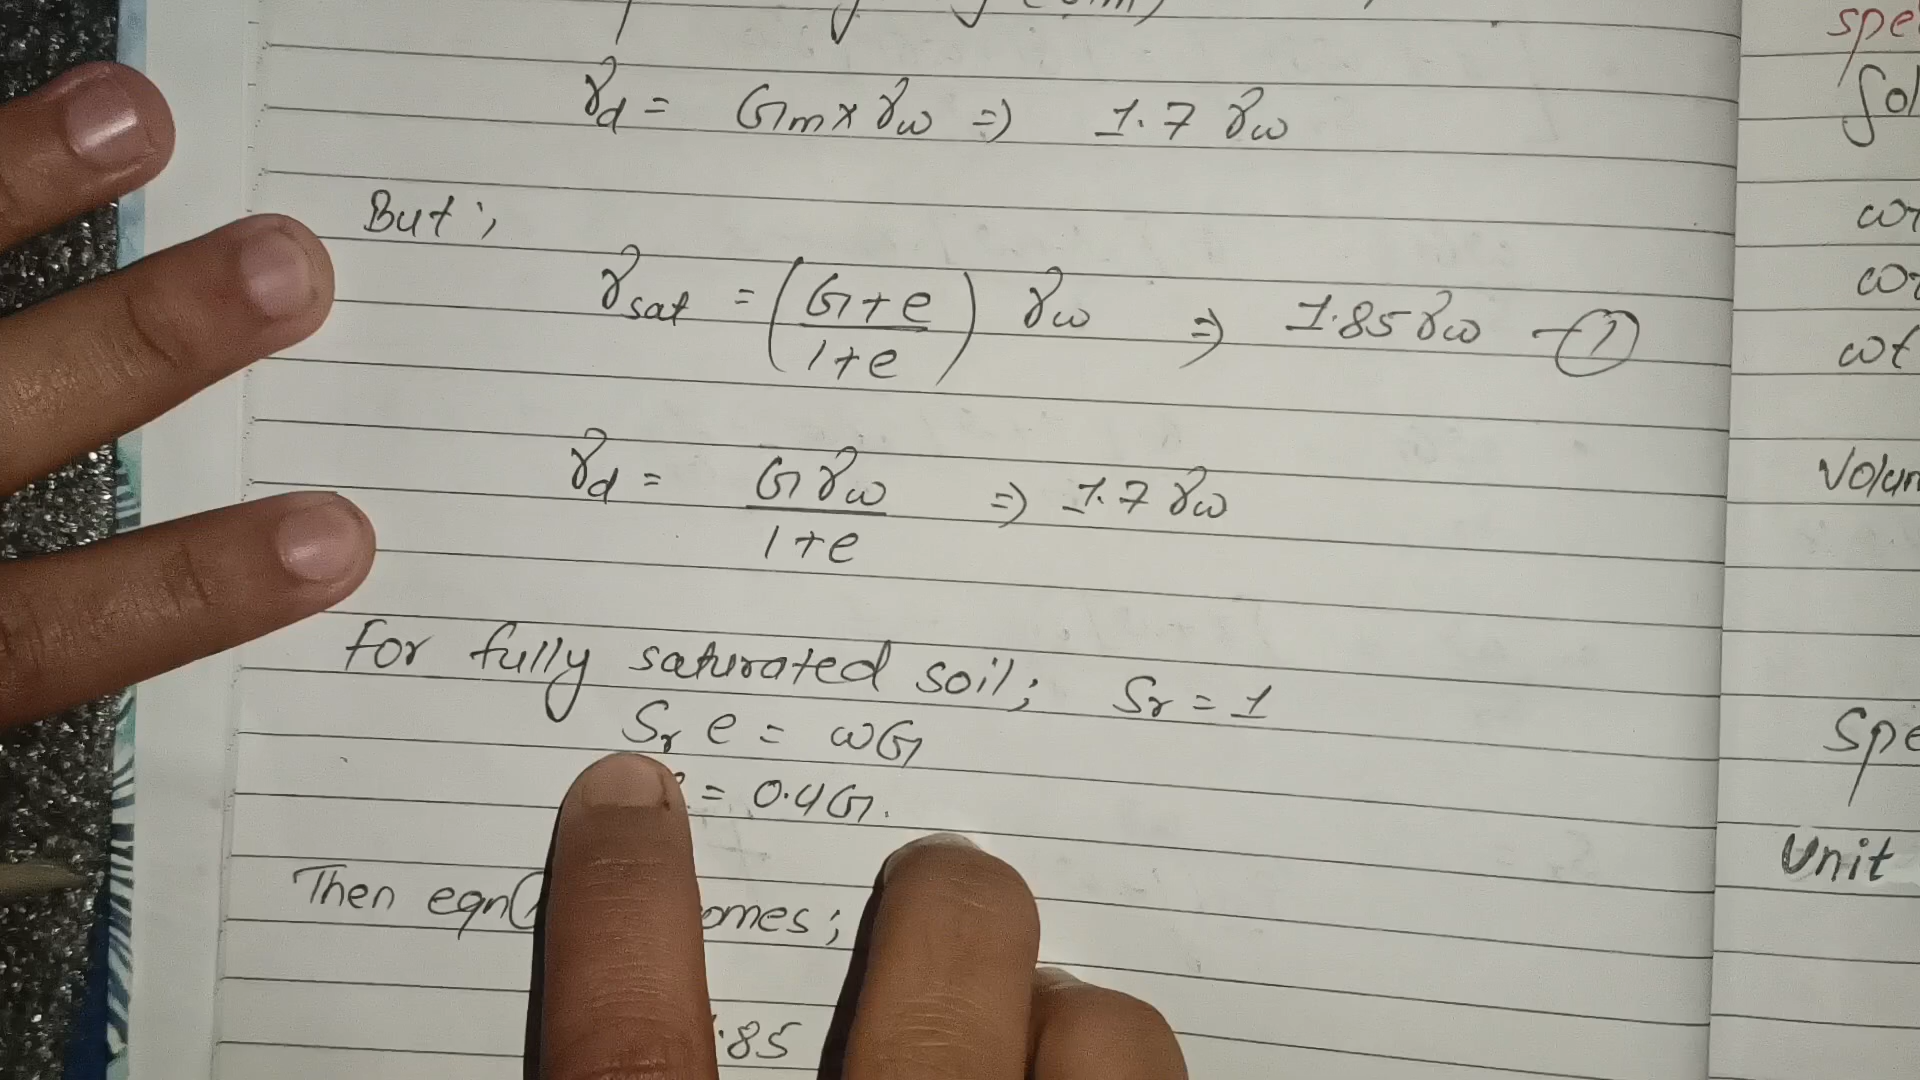 γd = Gm x γw ⇒ 1.7 γw
But;
γsat = (G+e / 1+e) γw ⇒ 1.85 γw - ①
γd = Gγw / 1+e ⇒ 1.7 γw
For fully saturated soil; Sr = 1
Sr e = wG
= 0.4G.
Then eqn
85
spe
Sol
Volum
Spe
Unit